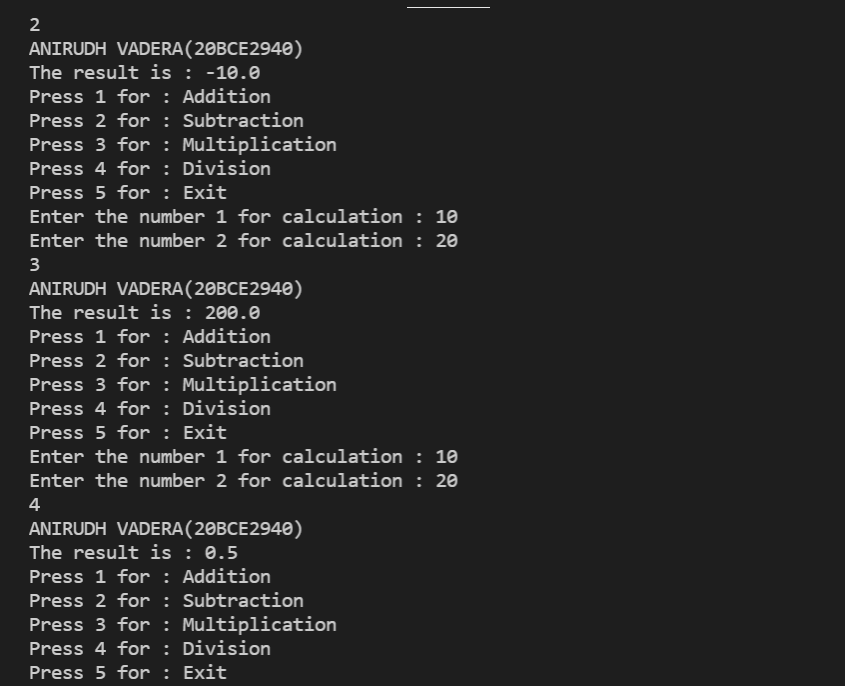 2
ANIRUDH VADERA(20BCE2940)
The result is : -10.0
Press 1 for : Addition
Press 2 for : Subtraction
Press 3 for : Multiplication
Press 4 for : Division
Press 5 for : Exit
Enter the number 1 for calculation : 10
Enter the number 2 for calculation : 20
3
ANIRUDH VADERA(20BCE2940)
The result is : 200.0
Press 1 for : Addition
Press 2 for : Subtraction
Press 3 for : Multiplication
Press 4 for : Division
Press 5 for : Exit
Enter the number 1 for calculation : 10
Enter the number 2 for calculation : 20
4
ANIRUDH VADERA(20BCE2940)
The result is : 0.5
Press 1 for : Addition
Press 2 for : Subtraction
Press 3 for : Multiplication
Press 4 for : Division
Press 5 for : Exit